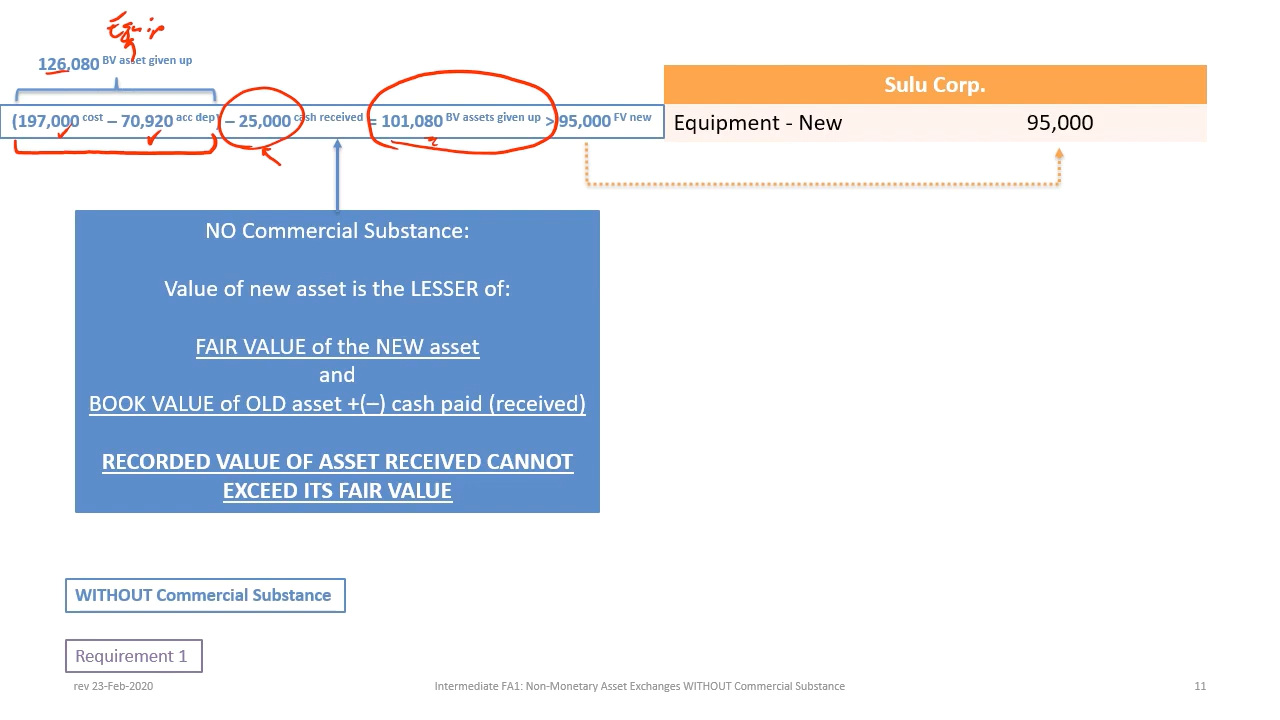 Equip
126,080 BV asset given up
(197,000 cost – 70,920 acc dep) – 25,000 cash received = 101,080 BV assets given up > 95,000 FV new
Sulu Corp.
Equipment - New 95,000
NO Commercial Substance:
Value of new asset is the LESSER of:
FAIR VALUE of the NEW asset
and
BOOK VALUE of OLD asset +(–) cash paid (received)
RECORDED VALUE OF ASSET RECEIVED CANNOT
EXCEED ITS FAIR VALUE
WITHOUT Commercial Substance
Requirement 1
rev 23-Feb-2020
Intermediate FA1: Non-Monetary Asset Exchanges WITHOUT Commercial Substance
11